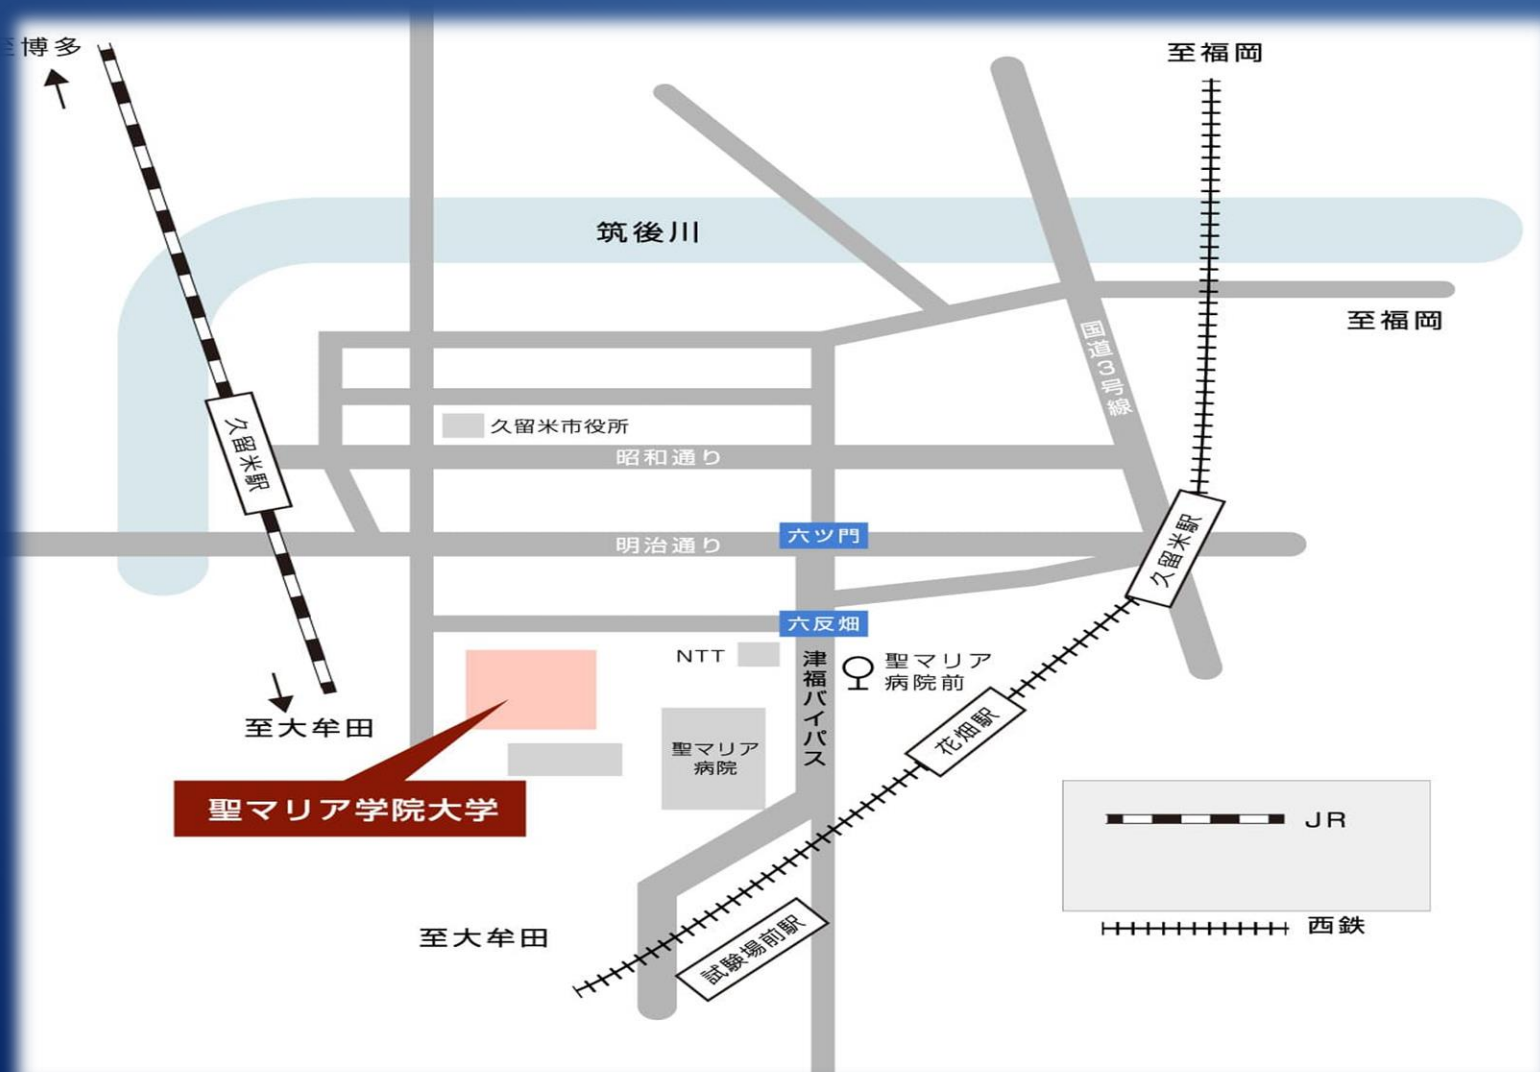 至博多
至福岡
筑後川
至福岡
国道3号線
久留米駅
久留米市役所
昭和通り
明治通り
六ツ門
久留米駅
六反畑
NTT
津福バイパス
聖マリア
病院前
至大牟田
花畑駅
聖マリア
病院
聖マリア学院大学
JR
至大牟田
試験場前駅
西鉄